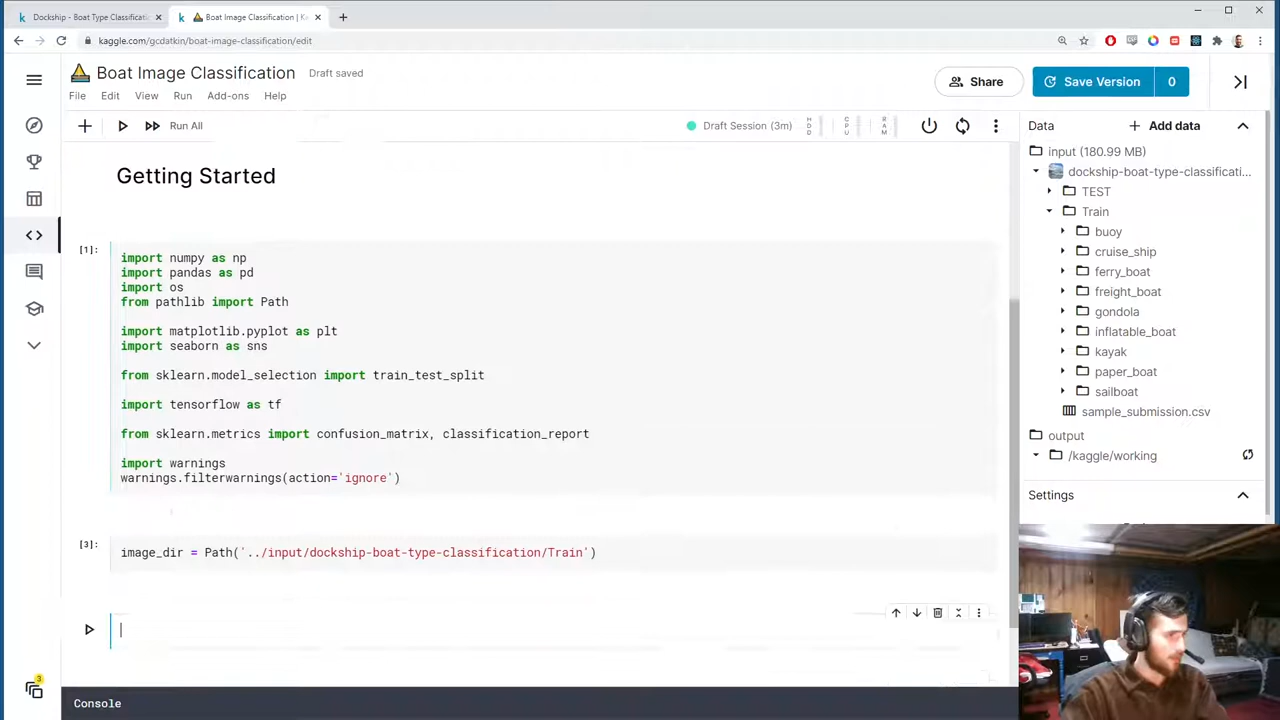 Dockship - Boat Type Classificati
Boat Image Classification | K
kaggle.com/gcdatkin/boat-image-classification/edit
Boat Image Classification
Draft saved
Share
Save Version
0
File
Edit
View
Run
Add-ons
Help
Run All
Draft Session (3m)
HDD
CPU
RAM
Data
Add data
input (180.99 MB)
dockship-boat-type-classificati...
TEST
Train
buoy
cruise_ship
ferry_boat
freight_boat
gondola
inflatable_boat
kayak
paper_boat
sailboat
sample_submission.csv
output
/kaggle/working
Settings
Getting Started
[1]:
import numpy as np
import pandas as pd
import os
from pathlib import Path
import matplotlib.pyplot as plt
import seaborn as sns
from sklearn.model_selection import train_test_split
import tensorflow as tf
from sklearn.metrics import confusion_matrix, classification_report
import warnings
warnings.filterwarnings(action='ignore')
[3]:
image_dir = Path('../input/dockship-boat-type-classification/Train')
3
Console